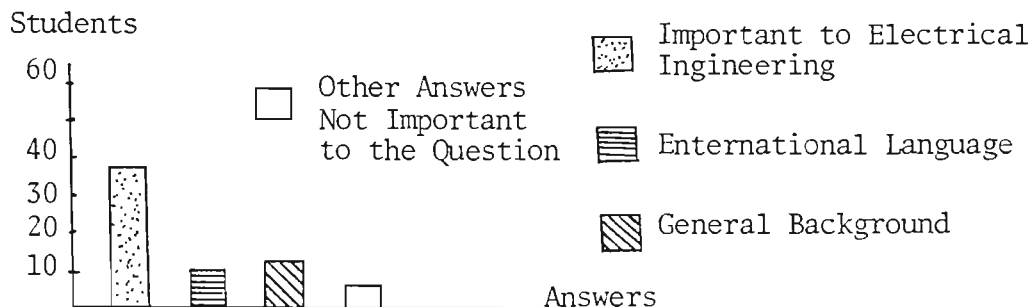 Students
60
40
30
20
10
Other Answers
Not Important
to the Question
Important to Electrical
Ingineering
Enternational Language
General Background
Answers